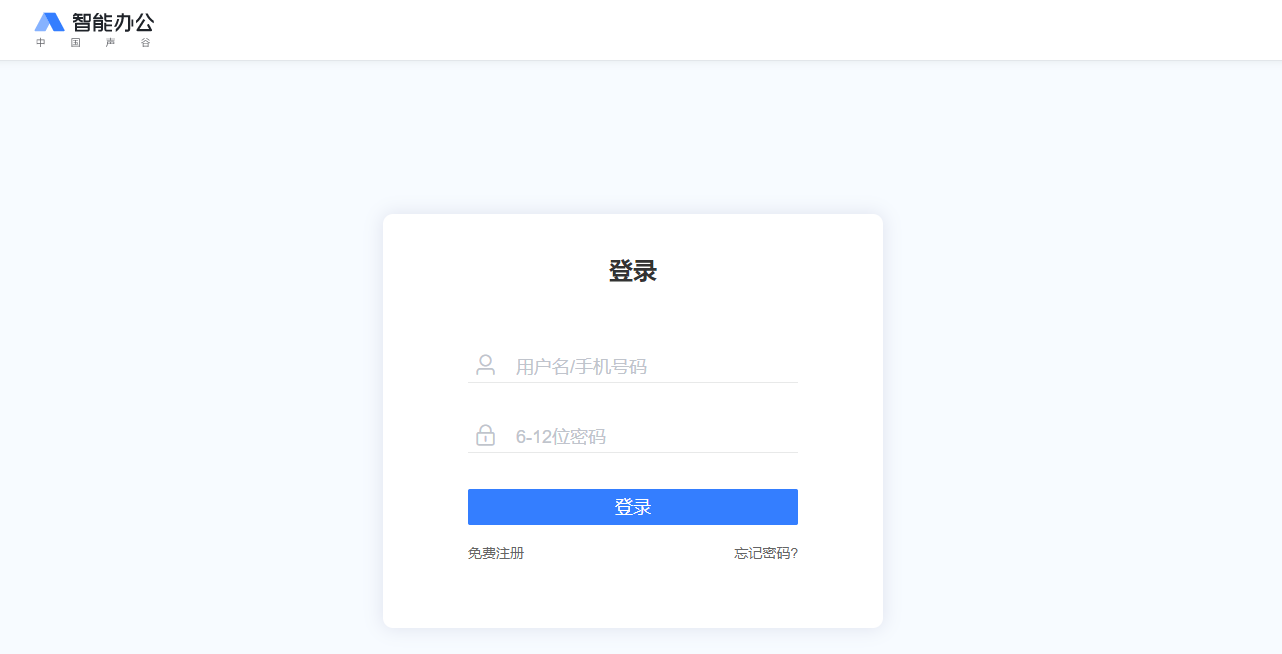 智能办公
中国声谷
登录
用户名/手机号码
6-12位密码
登录
免费注册 忘记密码?